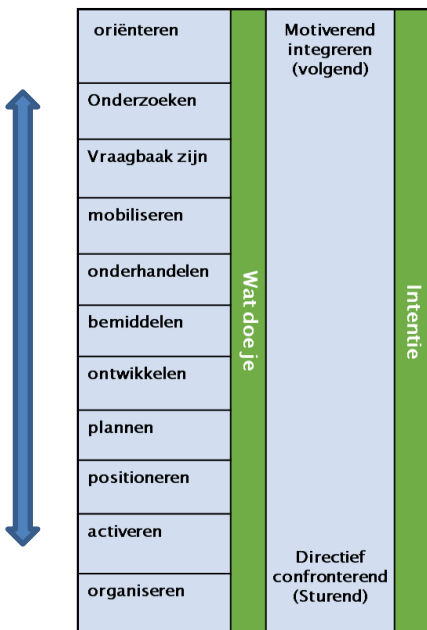 oriënteren
Onderzoeken
Vraagbaak zijn
mobiliseren
onderhandelen
bemiddelen
ontwikkelen
plannen
positioneren
activeren
organiseren
Wat doe je
Motiverend
integreren
(volgend)
Directief
confronterend
(Sturend)
Intentie